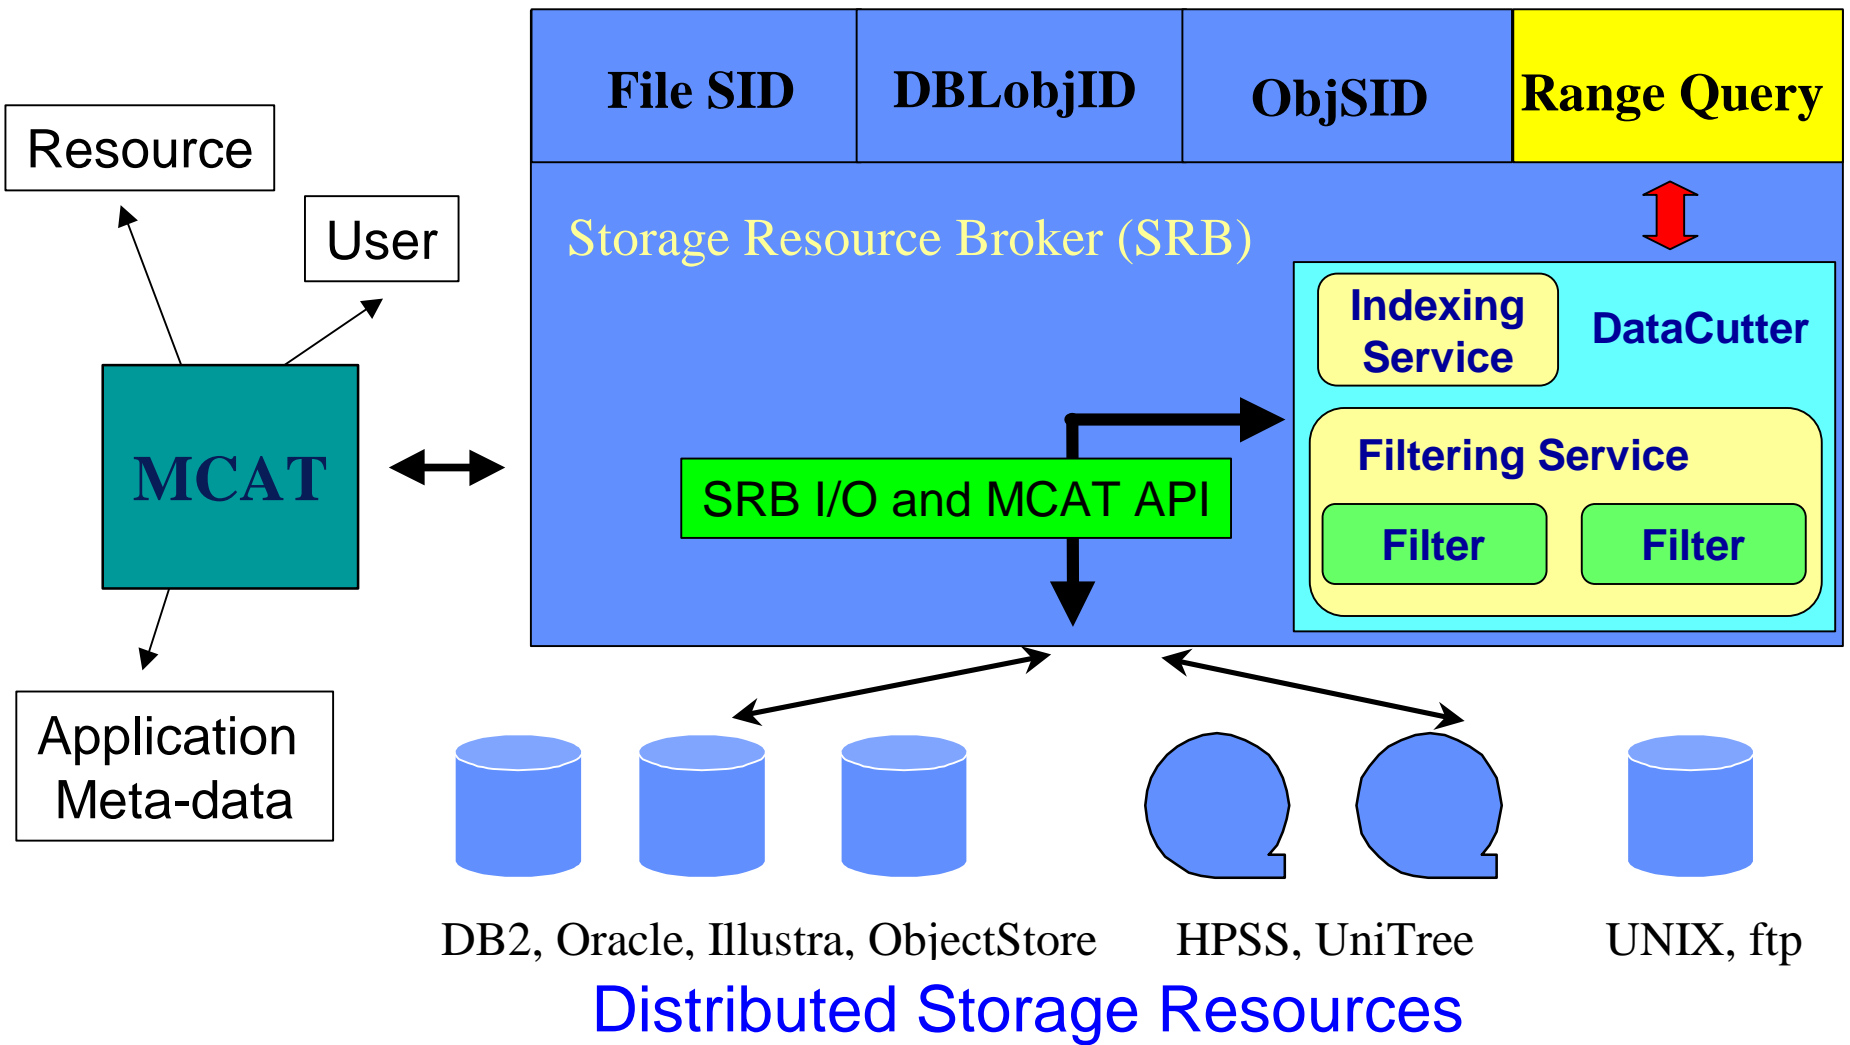 File SID
DBLobjID
ObjSID
Range Query
Resource
User
Storage Resource Broker (SRB)
Indexing
Service
DataCutter
MCAT
SRB I/O and MCAT API
Filtering Service
Filter
Filter
Application
Meta-data
DB2, Oracle, Illustra, ObjectStore
HPSS, UniTree
UNIX, ftp
Distributed Storage Resources